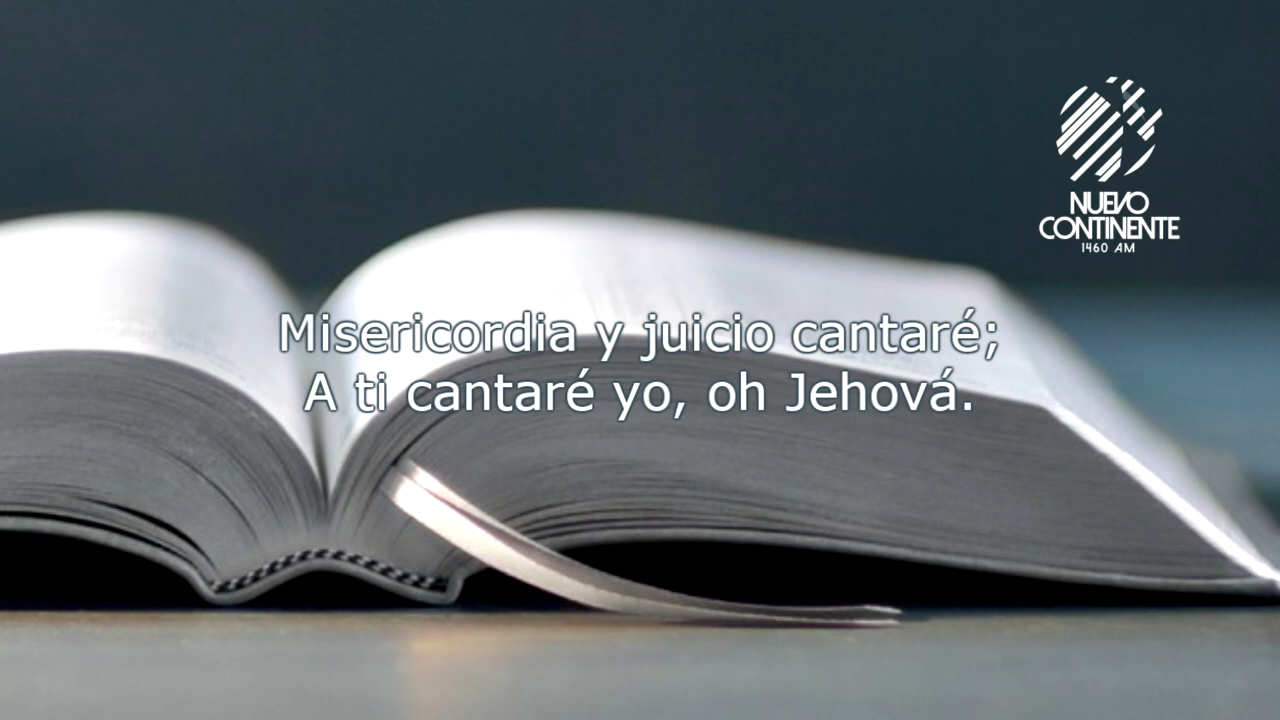 NUEVO
CONTINENTE
1460 AM
Misericordia y juicio cantaré;
A ti cantaré yo, oh Jehová.